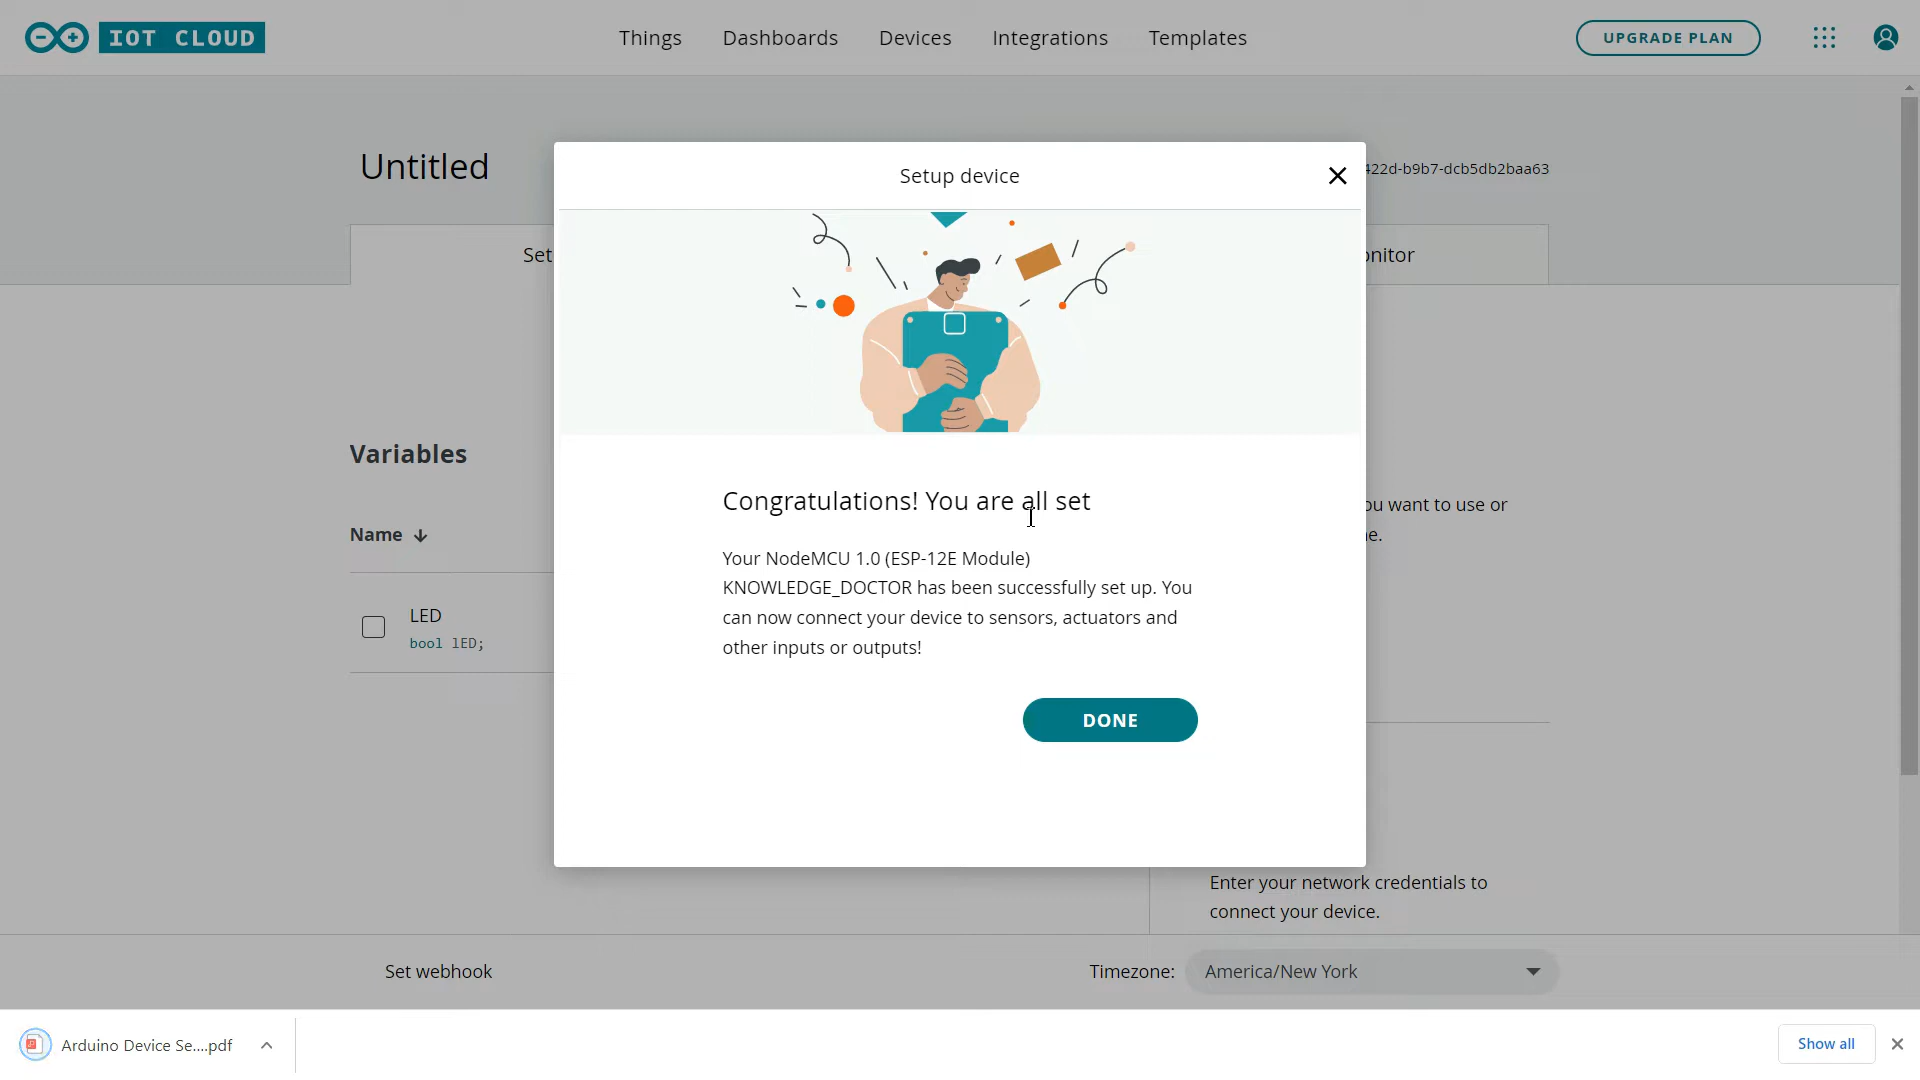 IOT CLOUD
Things
Dashboards
Devices
Integrations
Templates
UPGRADE PLAN
Untitled
Setup device
422d-b9b7-dcb5db2baa63
Set
onitor
Variables
Congratulations! You are all set
ou want to use or
e.
Name
Your NodeMCU 1.0 (ESP-12E Module)
KNOWLEDGE_DOCTOR has been successfully set up. You
can now connect your device to sensors, actuators and
other inputs or outputs!
LED
bool lED;
DONE
Enter your network credentials to
connect your device.
Set webhook
Timezone:
America/New York
Arduino Device Se....pdf
Show all